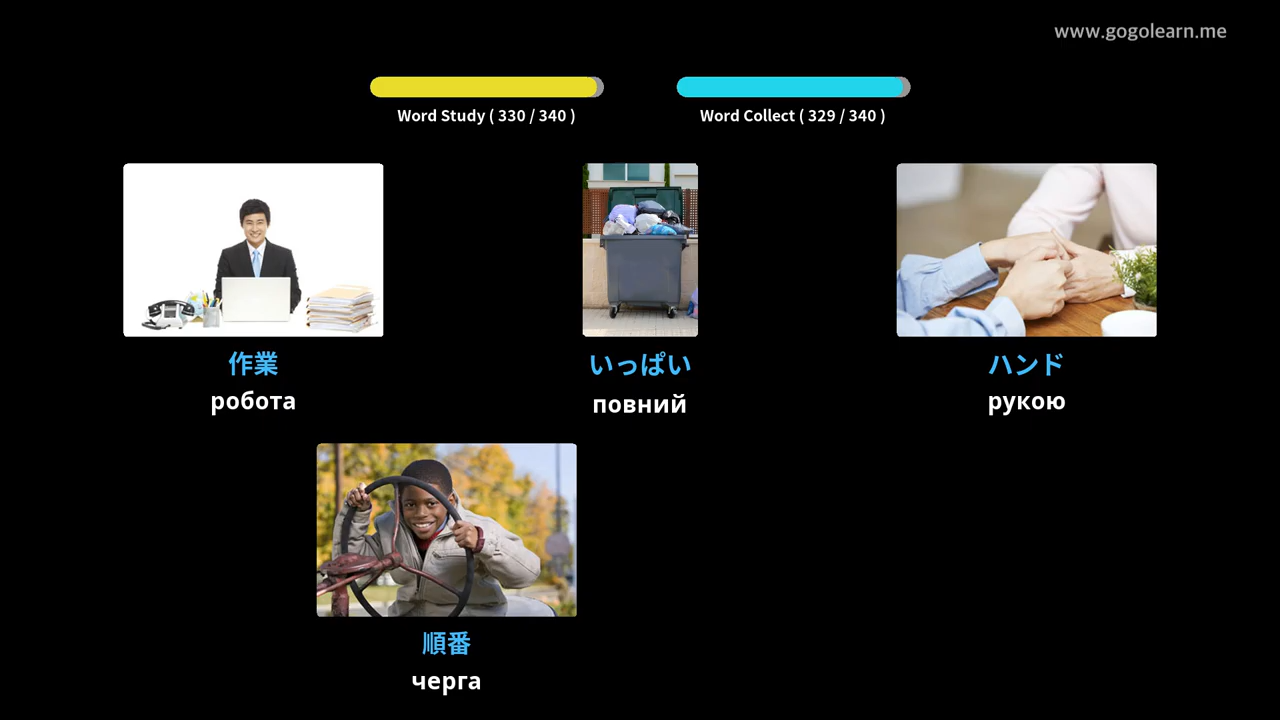 www.gogolearn.me
Word Study ( 330 / 340 )
Word Collect ( 329 / 340 )
作業
робота
いっぱい
повний
ハンド
рукою
順番
черга